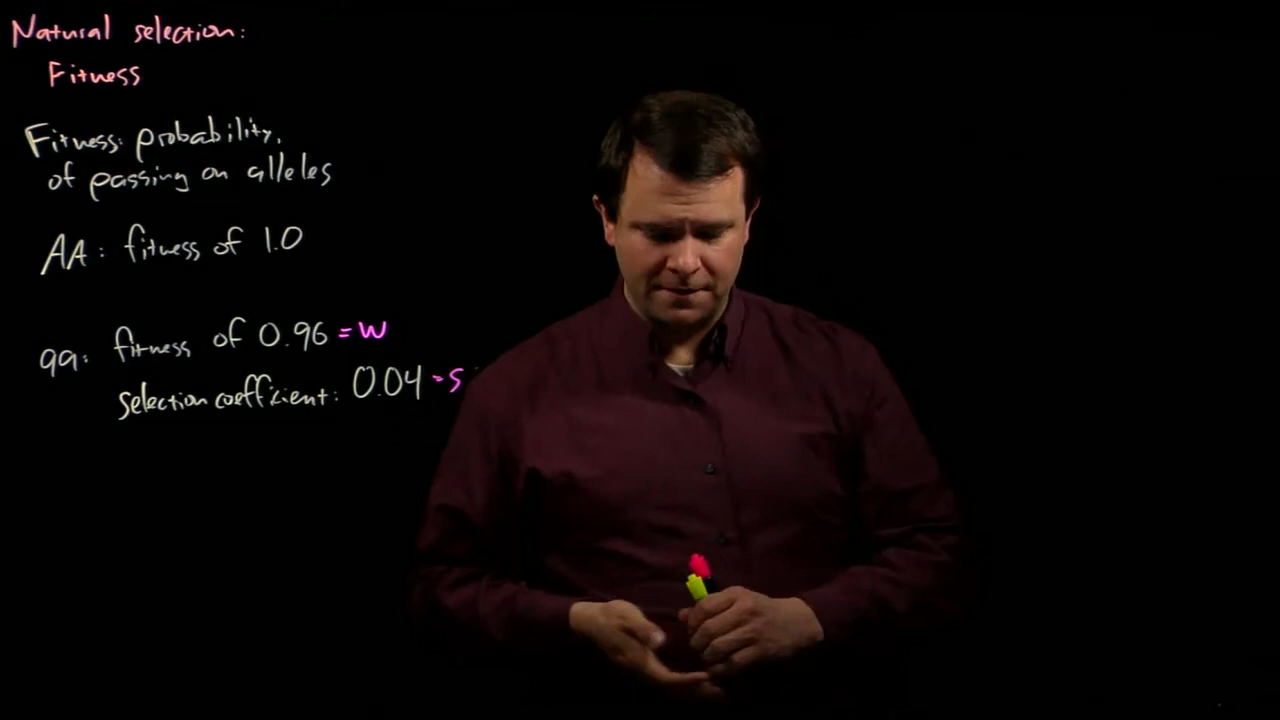 Natural selection:
Fitness
Fitness: probability,
of passing on alleles
AA: fitness of 1.0
aa: fitness of 0.96 = w
selection coefficient: 0.04 = s